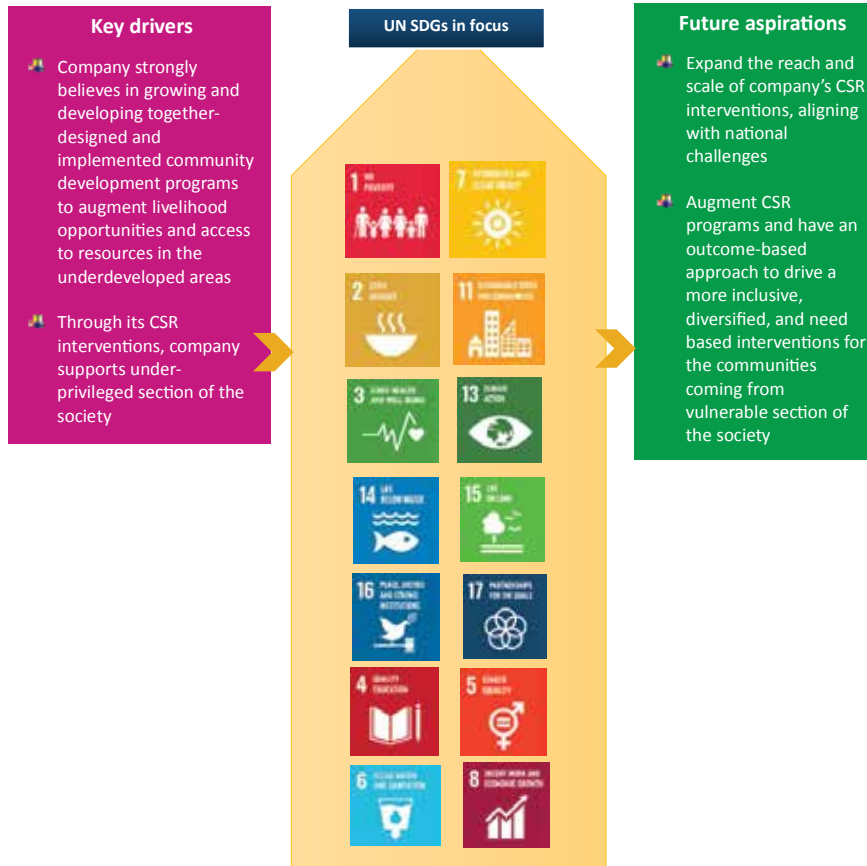 Key drivers
Company strongly
believes in growing and
developing together-
designed and
implemented community
development programs
to augment livelihood
opportunities and access
to resources in the
underdeveloped areas
Through its CSR
interventions, company
supports under-
privileged section of the
society
UN SDGs in focus
1 NO
POVERTY
7 AFFORDABLE AND
CLEAN ENERGY
2 ZERO
HUNGER
11 SUSTAINABLE CITIES
AND COMMUNITIES
3 GOOD HEALTH
AND WELL-BEING
13 CLIMATE
ACTION
14 LIFE
BELOW WATER
15 LIFE
ON LAND
16 PEACE, JUSTICE
AND STRONG
INSTITUTIONS
17 PARTNERSHIPS
FOR THE GOALS
4 QUALITY
EDUCATION
5 GENDER
EQUALITY
6 CLEAN WATER
AND SANITATION
8 DECENT WORK AND
ECONOMIC GROWTH
Future aspirations
Expand the reach and
scale of company's CSR
interventions, aligning
with national
challenges
Augment CSR
programs and have an
outcome-based
approach to drive a
more inclusive,
diversified, and need
based interventions for
the communities
coming from
vulnerable section of
the society